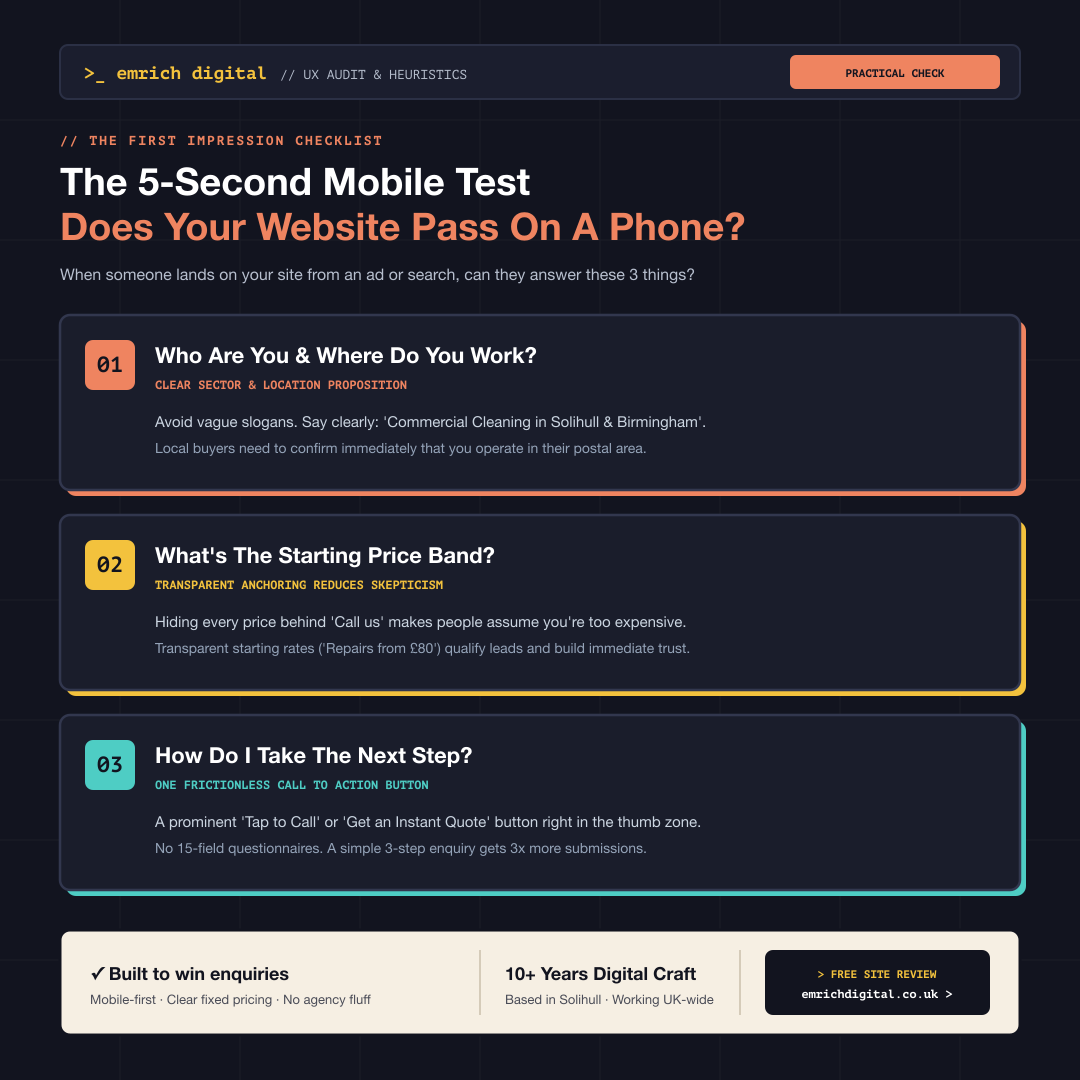 >_ emrich digital // UX AUDIT & HEURISTICS
PRACTICAL CHECK
// THE FIRST IMPRESSION CHECKLIST
The 5-Second Mobile Test
Does Your Website Pass On A Phone?
When someone lands on your site from an ad or search, can they answer these 3 things?
01
Who Are You & Where Do You Work?
CLEAR SECTOR & LOCATION PROPOSITION
Avoid vague slogans. Say clearly: 'Commercial Cleaning in Solihull & Birmingham'.
Local buyers need to confirm immediately that you operate in their postal area.
02
What's The Starting Price Band?
TRANSPARENT ANCHORING REDUCES SKEPTICISM
Hiding every price behind 'Call us' makes people assume you're too expensive.
Transparent starting rates ('Repairs from £80') qualify leads and build immediate trust.
03
How Do I Take The Next Step?
ONE FRICTIONLESS CALL TO ACTION BUTTON
A prominent 'Tap to Call' or 'Get an Instant Quote' button right in the thumb zone.
No 15-field questionnaires. A simple 3-step enquiry gets 3x more submissions.
✓ Built to win enquiries
Mobile-first · Clear fixed pricing · No agency fluff
10+ Years Digital Craft
Based in Solihull · Working UK-wide
> FREE SITE REVIEW
emrichdigital.co.uk >